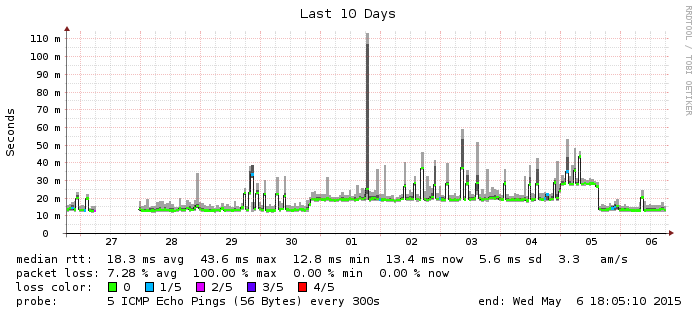 Last 10 Days
RRDTOOL / TOBI OETIKER
Seconds
110 m
100 m
90 m
80 m
70 m
60 m
50 m
40 m
30 m
20 m
10 m
0
27 28 29 30 01 02 03 04 05 06
median rtt: 18.3 ms avg 43.6 ms max 12.8 ms min 13.4 ms now 5.6 ms sd 3.3 am/s
packet loss: 7.28 % avg 100.00 % max 0.00 % min 0.00 % now
loss color: 0 1/5 2/5 3/5 4/5
probe: 5 ICMP Echo Pings (56 Bytes) every 300s end: Wed May 6 18:05:10 2015